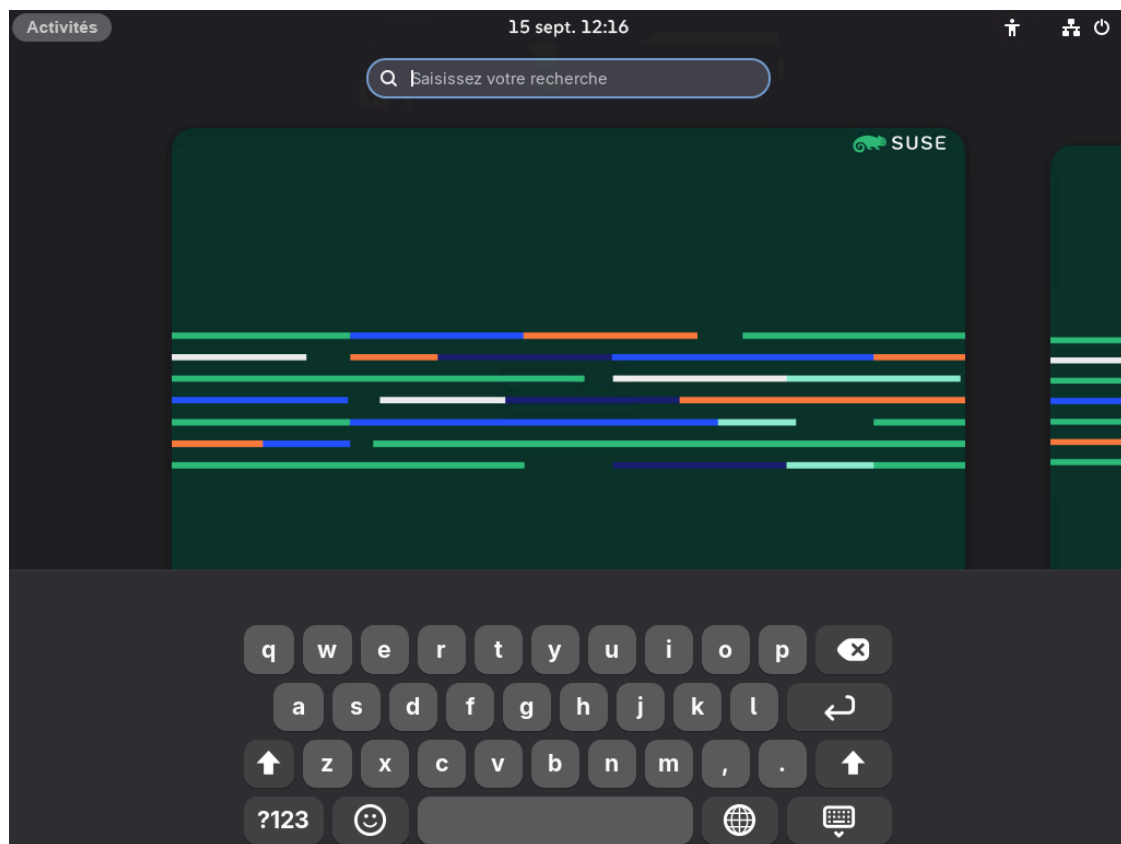 Activités
15 sept. 12:16
Saisissez votre recherche
SUSE
q w e r t y u i o p
a s d f g h j k l
z x c v b n m , .
?123